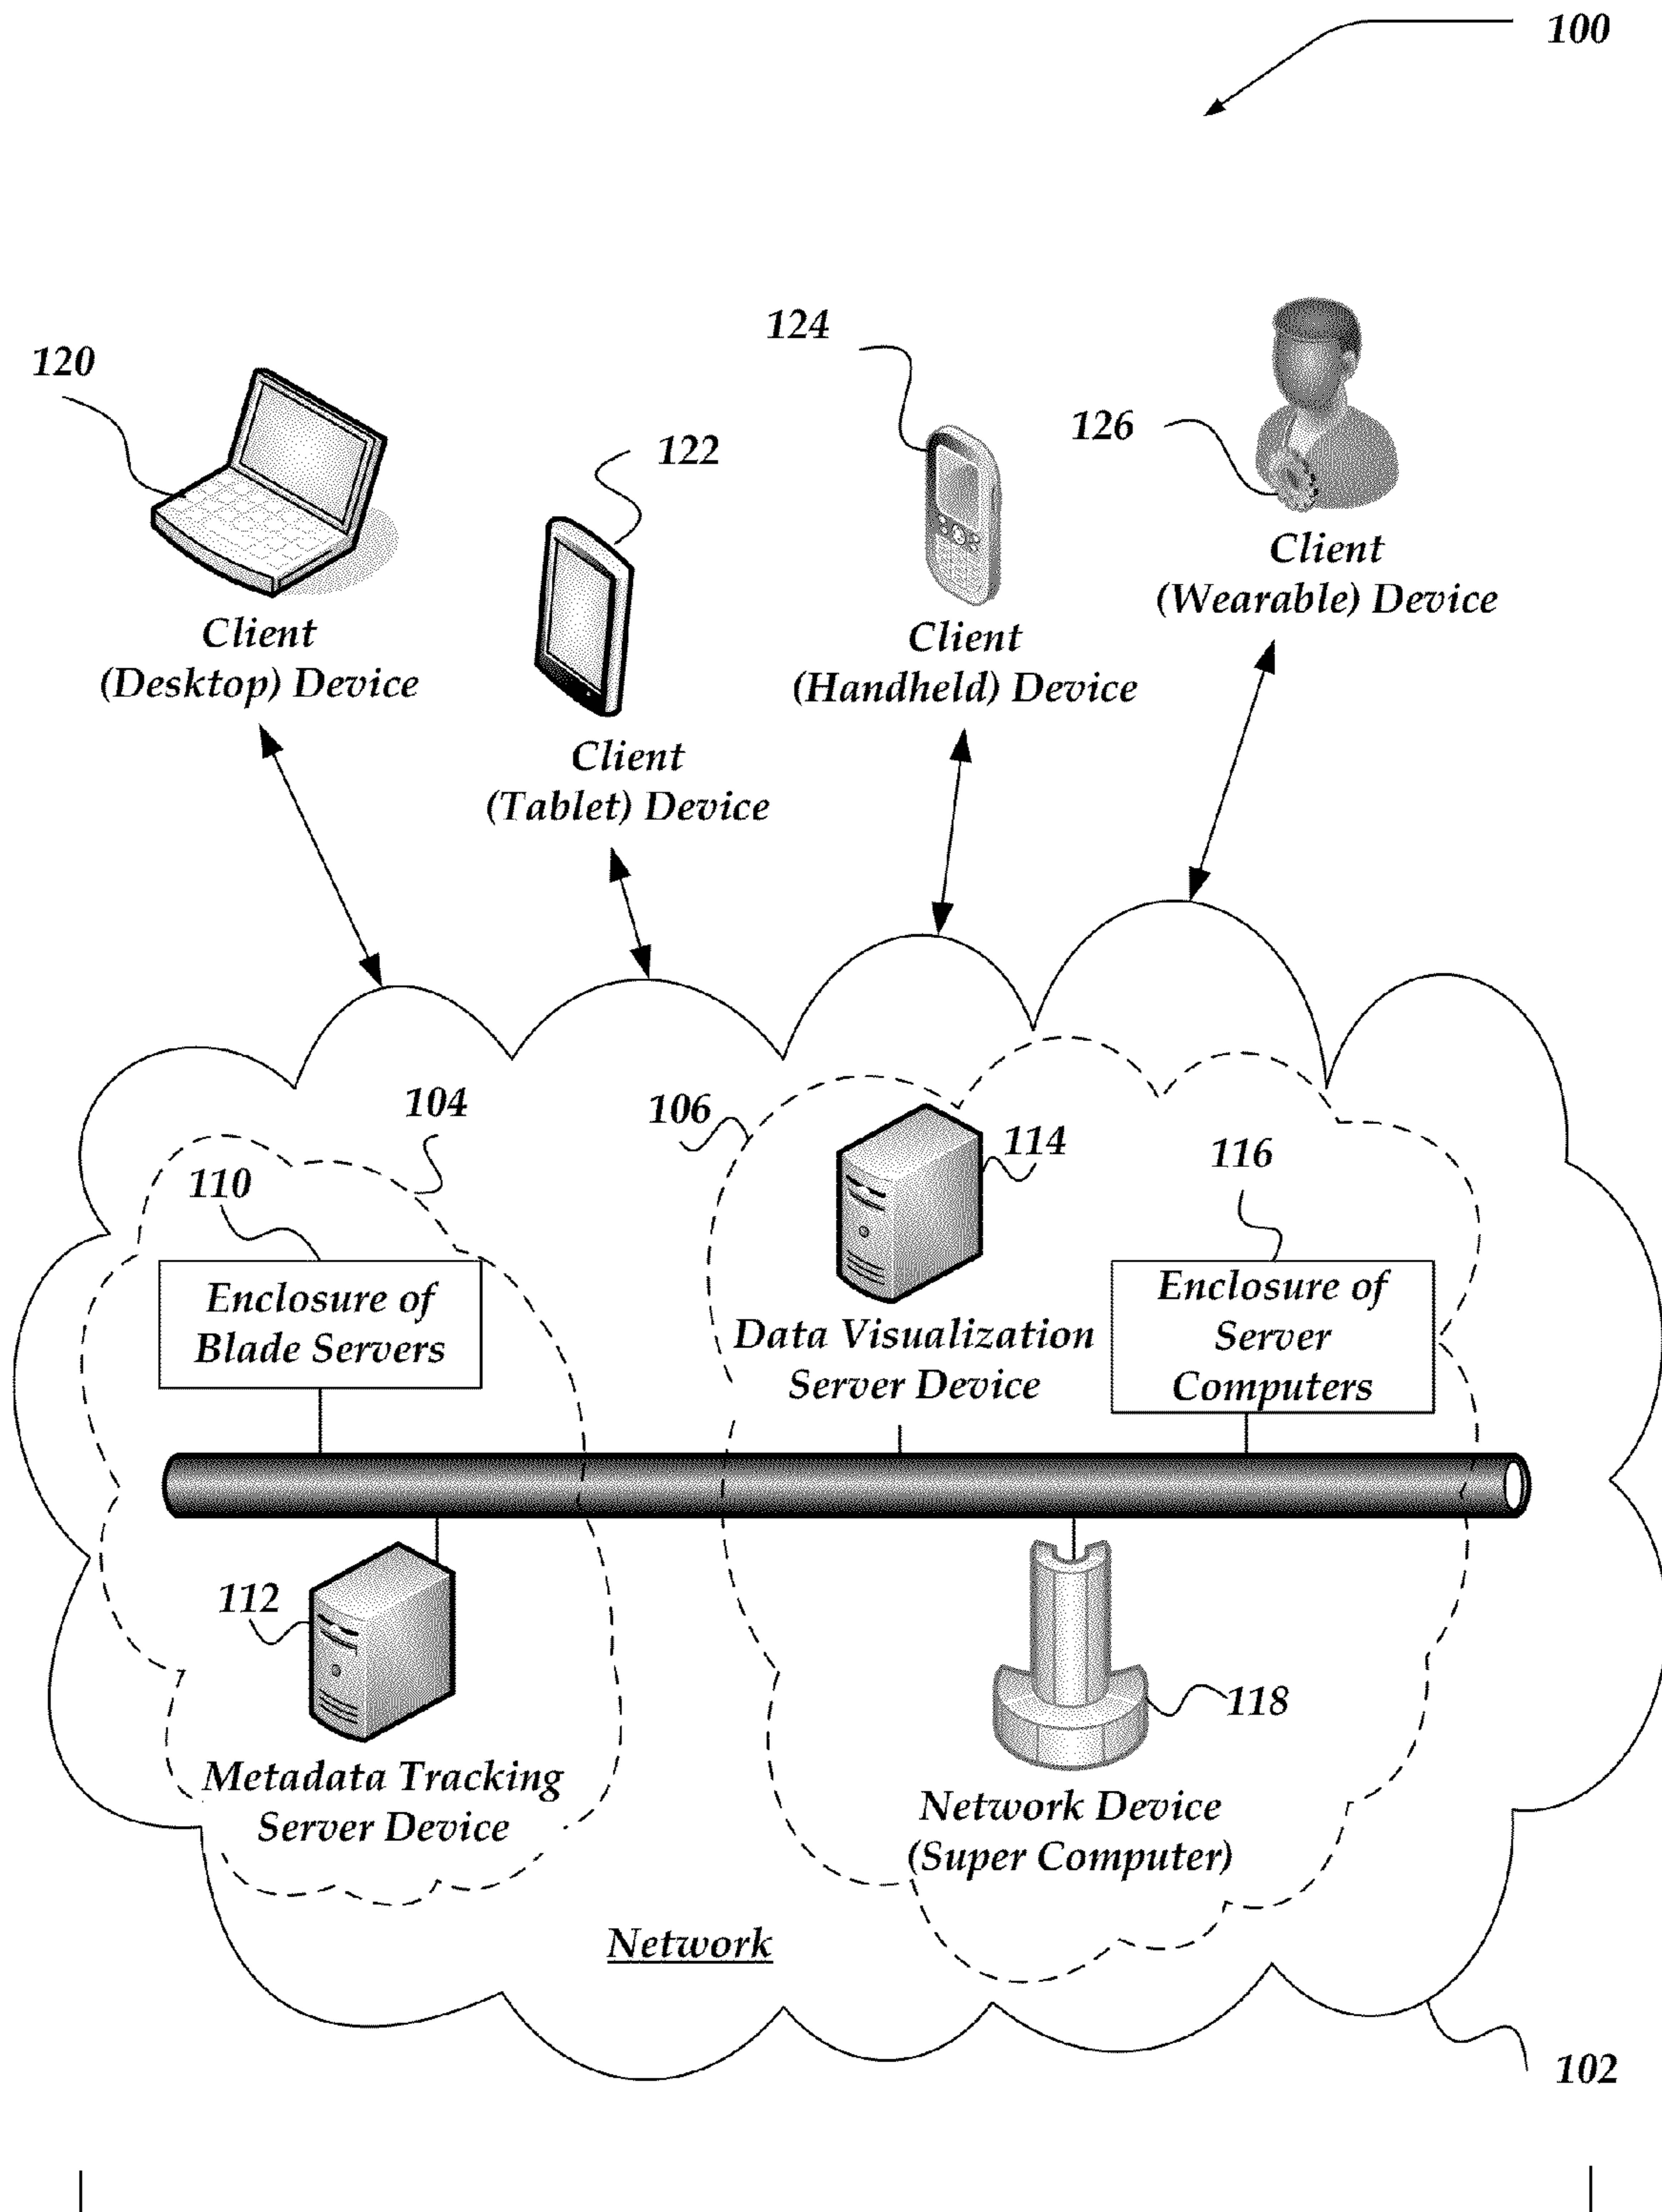 100
124
120
126
122
Client
(Wearable) Device
Client
(Desktop) Device
Client
(Handheld) Device
Client
(Tablet) Device
104
106
114
116
110
Enclosure of
Blade Servers
Data Visualization
Server Device
Enclosure of
Server
Computers
112
118
Metadata Tracking
Server Device
Network Device
(Super Computer)
Network
102